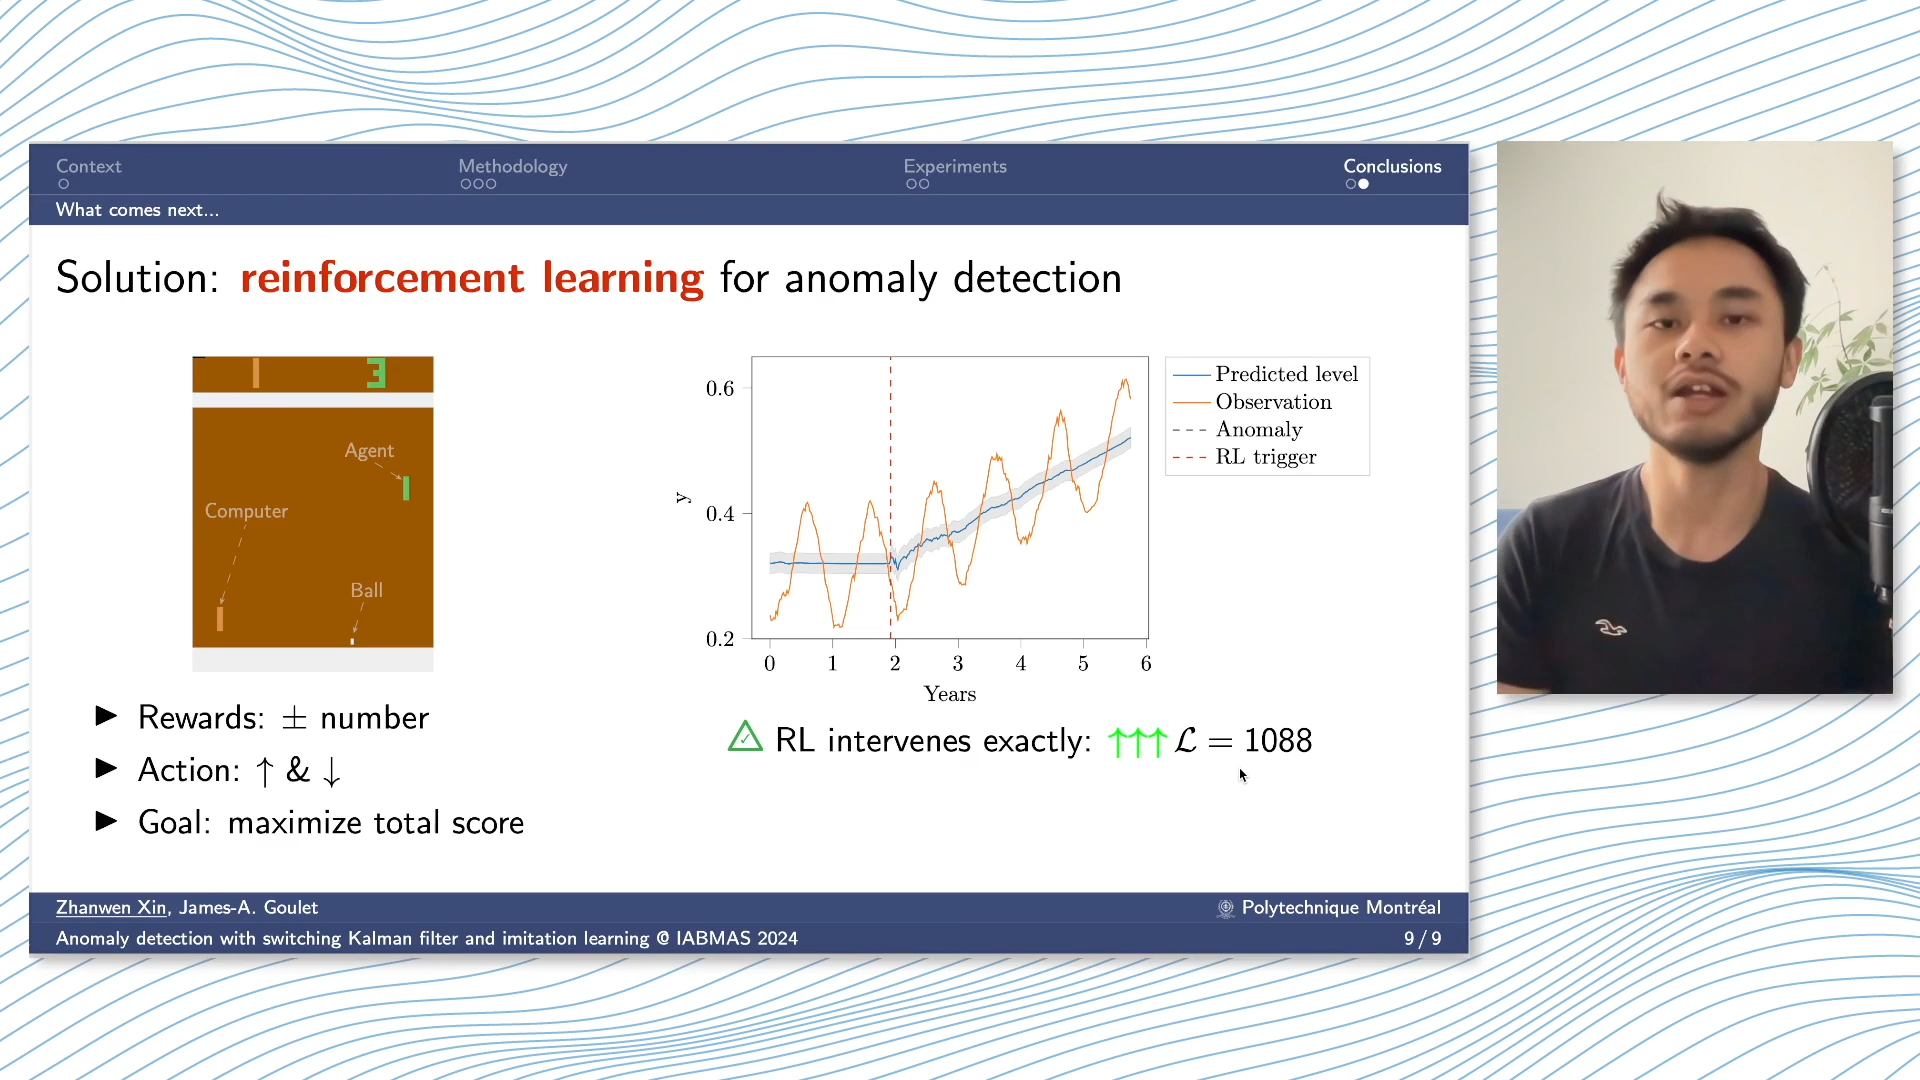 Context
Methodology
Experiments
Conclusions
What comes next...
Solution: reinforcement learning for anomaly detection
1 3
Agent
Computer
Ball
► Rewards: ± number
► Action: ↑ & ↓
► Goal: maximize total score
0.6
0.4
0.2
y
0 1 2 3 4 5 6
Years
Predicted level
Observation
Anomaly
RL trigger
RL intervenes exactly: ↑↑↑ ℒ = 1088
Zhanwen Xin, James-A. Goulet
Polytechnique Montréal
Anomaly detection with switching Kalman filter and imitation learning @ IABMAS 2024
9 / 9